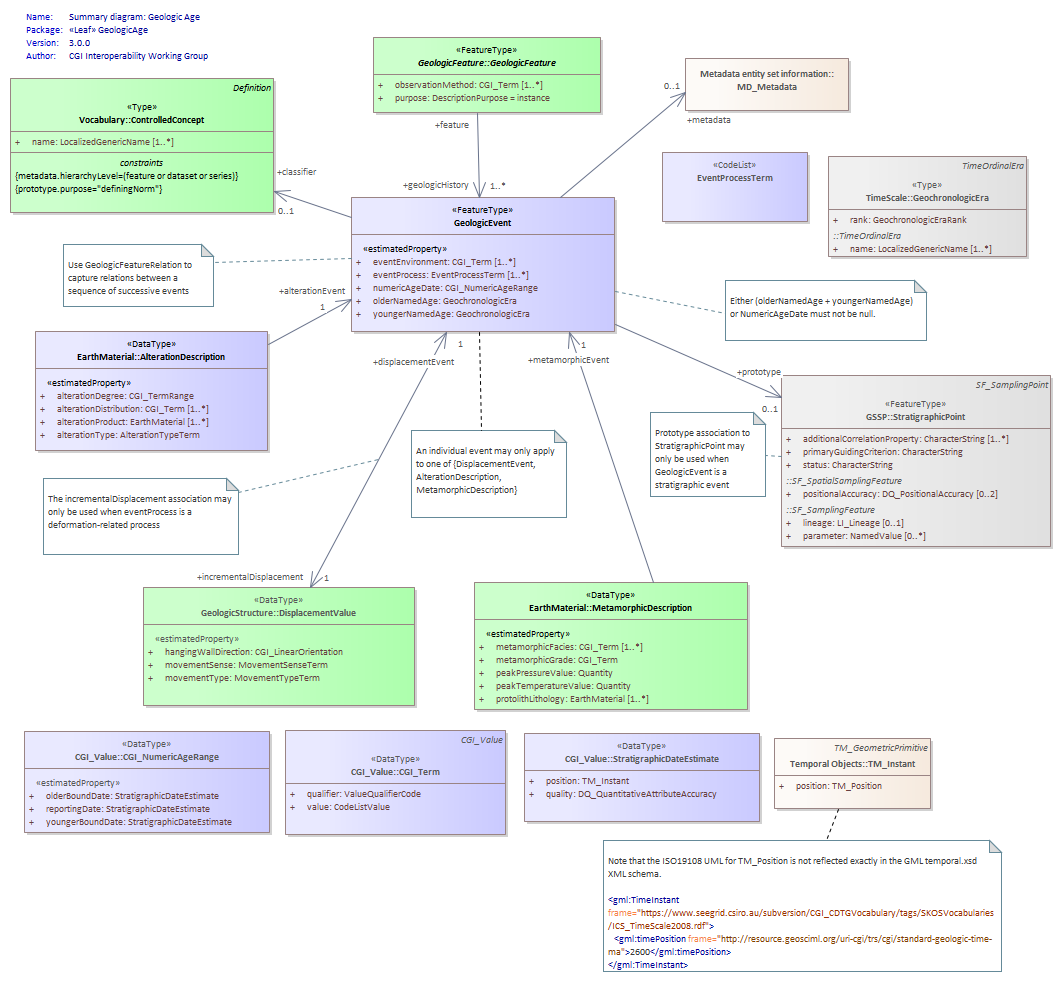 Name: Summary diagram: Geologic Age
Package: «Leaf» GeologicAge
Version: 3.0.0
Author: CGI Interoperability Working Group
«FeatureType»
GeologicFeature::GeologicFeature
+ observationMethod: CGI_Term [1..*]
+ purpose: DescriptionPurpose = instance
Metadata entity set information::
MD_Metadata
0..1
+metadata
Definition
«Type»
Vocabulary::ControlledConcept
+ name: LocalizedGenericName [1..*]
constraints
{metadata.hierarchyLevel=(feature or dataset or series)}
{prototype.purpose="definingNorm"}
+feature
+geologicHistory
1..*
+classifier
0..1
«CodeList»
EventProcessTerm
TimeOrdinalEra
«Type»
TimeScale::GeochronologicEra
+ rank: GeochronologicEraRank
::TimeOrdinalEra
+ name: LocalizedGenericName [1..*]
«FeatureType»
GeologicEvent
«estimatedProperty»
+ eventEnvironment: CGI_Term [1..*]
+ eventProcess: EventProcessTerm [1..*]
+ numericAgeDate: CGI_NumericAgeRange
+ olderNamedAge: GeochronologicEra
+ youngerNamedAge: GeochronologicEra
Use GeologicFeatureRelation to
capture relations between a
sequence of successive events
+alterationEvent
1
Either (olderNamedAge + youngerNamedAge)
or NumericAgeDate must not be null.
«DataType»
EarthMaterial::AlterationDescription
«estimatedProperty»
+ alterationDegree: CGI_TermRange
+ alterationDistribution: CGI_Term [1..*]
+ alterationProduct: EarthMaterial [1..*]
+ alterationType: AlterationTypeTerm
1
+displacementEvent
1
+metamorphicEvent
+prototype
0..1
SF_SamplingPoint
«FeatureType»
GSSP::StratigraphicPoint
+ additionalCorrelationProperty: CharacterString [1..*]
+ primaryGuidingCriterion: CharacterString
+ status: CharacterString
::SF_SpatialSamplingFeature
+ positionalAccuracy: DQ_PositionalAccuracy [0..2]
::SF_SamplingFeature
+ lineage: LI_Lineage [0..1]
+ parameter: NamedValue [0..*]
Prototype association to
StratigraphicPoint may
only be used when
GeologicEvent is a
stratigraphic event
An individual event may only apply
to one of {DisplacementEvent,
AlterationDescription,
MetamorphicDescription}
The incrementalDisplacement association may
only be used when eventProcess is a
deformation-related process
+incrementalDisplacement
1
«DataType»
GeologicStructure::DisplacementValue
«estimatedProperty»
+ hangingWallDirection: CGI_LinearOrientation
+ movementSense: MovementSenseTerm
+ movementType: MovementTypeTerm
«DataType»
EarthMaterial::MetamorphicDescription
«estimatedProperty»
+ metamorphicFacies: CGI_Term [1..*]
+ metamorphicGrade: CGI_Term
+ peakPressureValue: Quantity
+ peakTemperatureValue: Quantity
+ protolithLithology: EarthMaterial [1..*]
«DataType»
CGI_Value::CGI_NumericAgeRange
«estimatedProperty»
+ olderBoundDate: StratigraphicDateEstimate
+ reportingDate: StratigraphicDateEstimate
+ youngerBoundDate: StratigraphicDateEstimate
CGI_Value
«DataType»
CGI_Value::CGI_Term
+ qualifier: ValueQualifierCode
+ value: CodeListValue
«DataType»
CGI_Value::StratigraphicDateEstimate
+ position: TM_Instant
+ quality: DQ_QuantitativeAttributeAccuracy
TM_GeometricPrimitive
Temporal Objects::TM_Instant
+ position: TM_Position
Note that the ISO19108 UML for TM_Position is not reflected exactly in the GML temporal.xsd
XML schema.
<gml:TimeInstant
frame="https://www.seegrid.csiro.au/subversion/CGI_CDTGVocabulary/tags/SKOSVocabularies
/ICS_TimeScale2008.rdf">
<gml:timePosition frame="http://resource.geosciml.org/uri-cgi/trs/cgi/standard-geologic-time-
ma">2600</gml:timePosition>
</gml:TimeInstant>